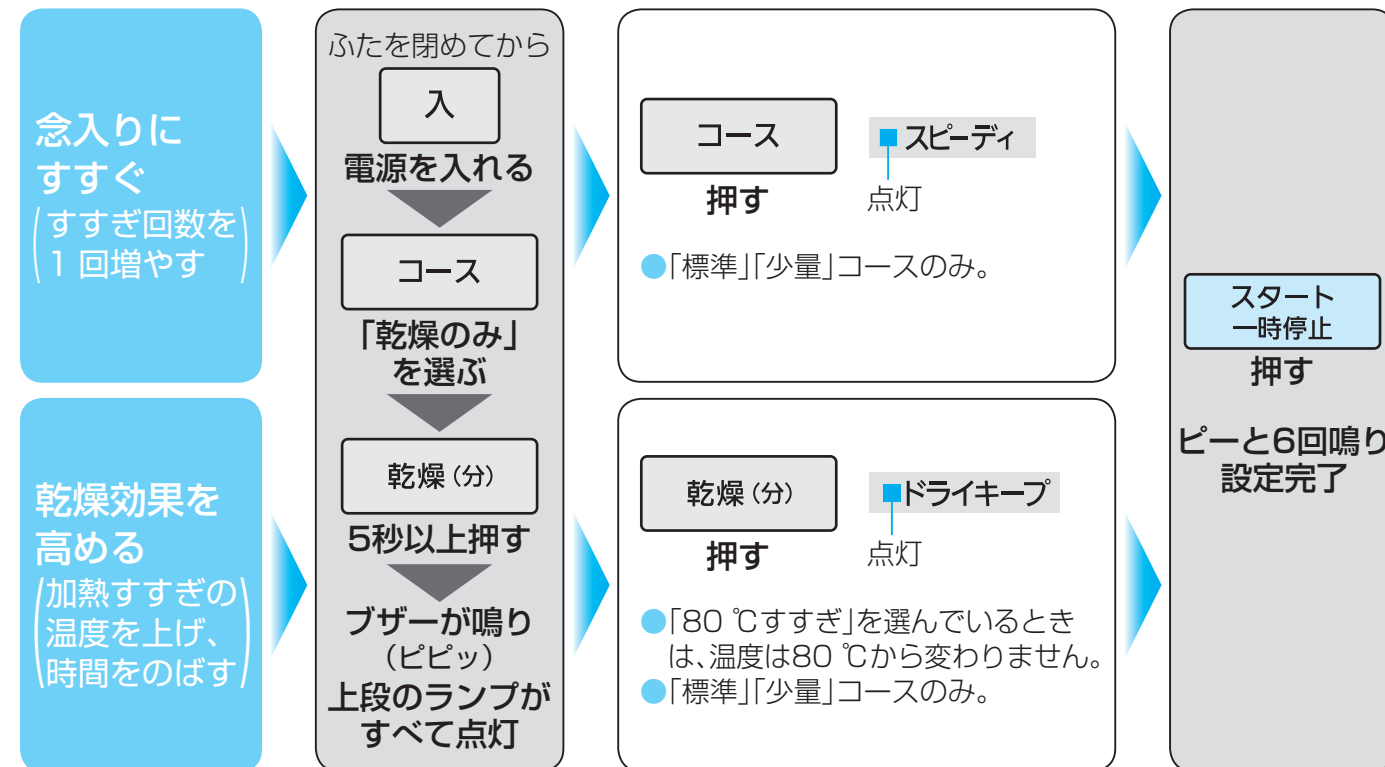 念入りに
すすぐ
(すすぎ回数を
1 回増やす)
ふたを閉めてから
入
電源を入れる
コース
「乾燥のみ」
を選ぶ
乾燥(分)
5秒以上押す
ブザーが鳴り
(ピピッ)
上段のランプが
すべて点灯
コース
押す
スピーディ
点灯
●「標準」「少量」コースのみ。
乾燥効果を
高める
(加熱すすぎの
温度を上げ、
時間をのばす)
乾燥(分)
押す
ドライキープ
点灯
●「80 ℃すすぎ」を選んでいるとき
は、温度は80 ℃から変わりません。
●「標準」「少量」コースのみ。
スタート
一時停止
押す
ピーと6回鳴り
設定完了